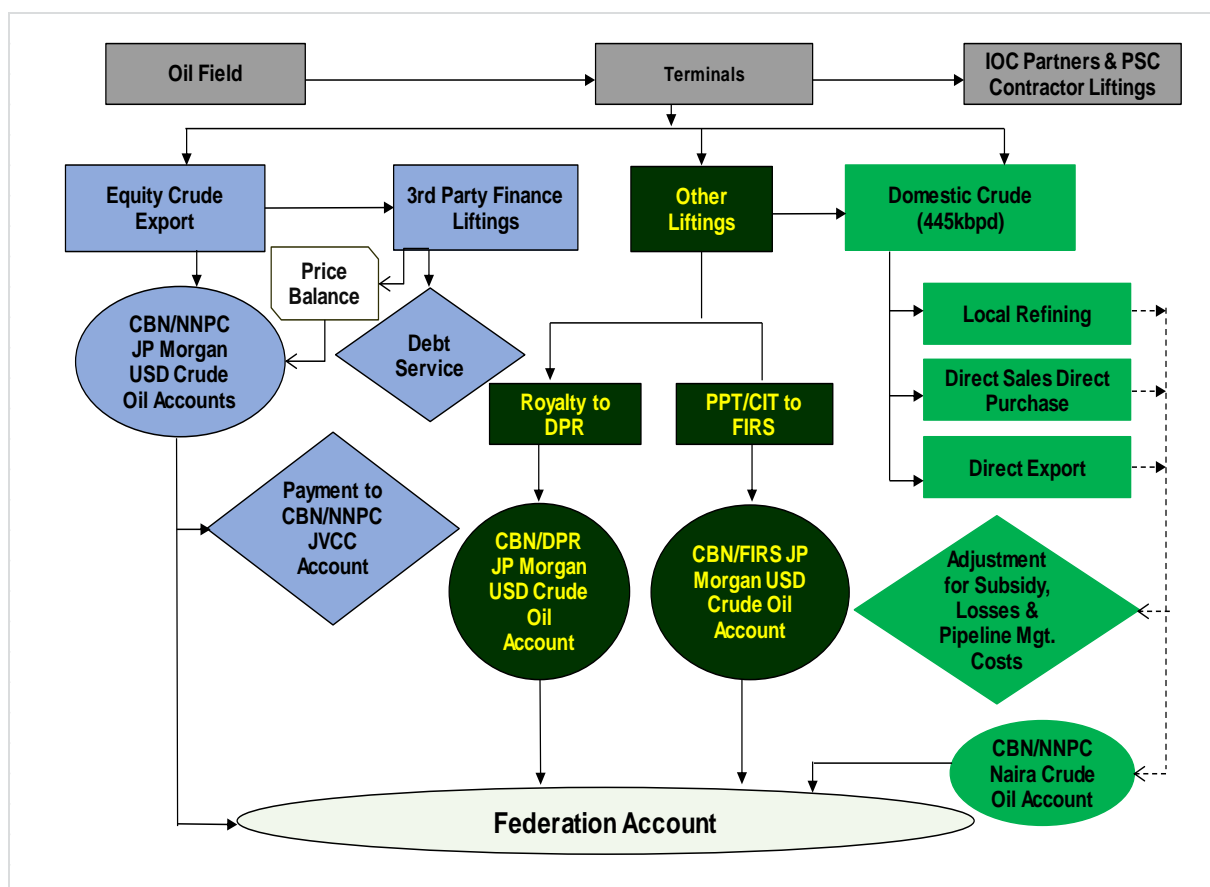 Oil Field
Terminals
IOC Partners & PSC
Contractor Liftings
Equity Crude
Export
3rd Party Finance
Liftings
Other
Liftings
Domestic Crude
(445kbpd)
Price
Balance
Local Refining
CBN/NNPC
JP Morgan
USD Crude
Oil Accounts
Debt
Service
Direct Sales Direct
Purchase
Royalty to
DPR
PPT/CIT to
FIRS
Direct Export
Payment to
CBN/NNPC
JVCC
Account
CBN/DPR
JP Morgan
USD Crude
Oil
Account
CBN/FIRS JP
Morgan USD
Crude Oil
Account
Adjustment
for Subsidy,
Losses &
Pipeline Mgt.
Costs
CBN/NNPC
Naira Crude
Oil Account
Federation Account